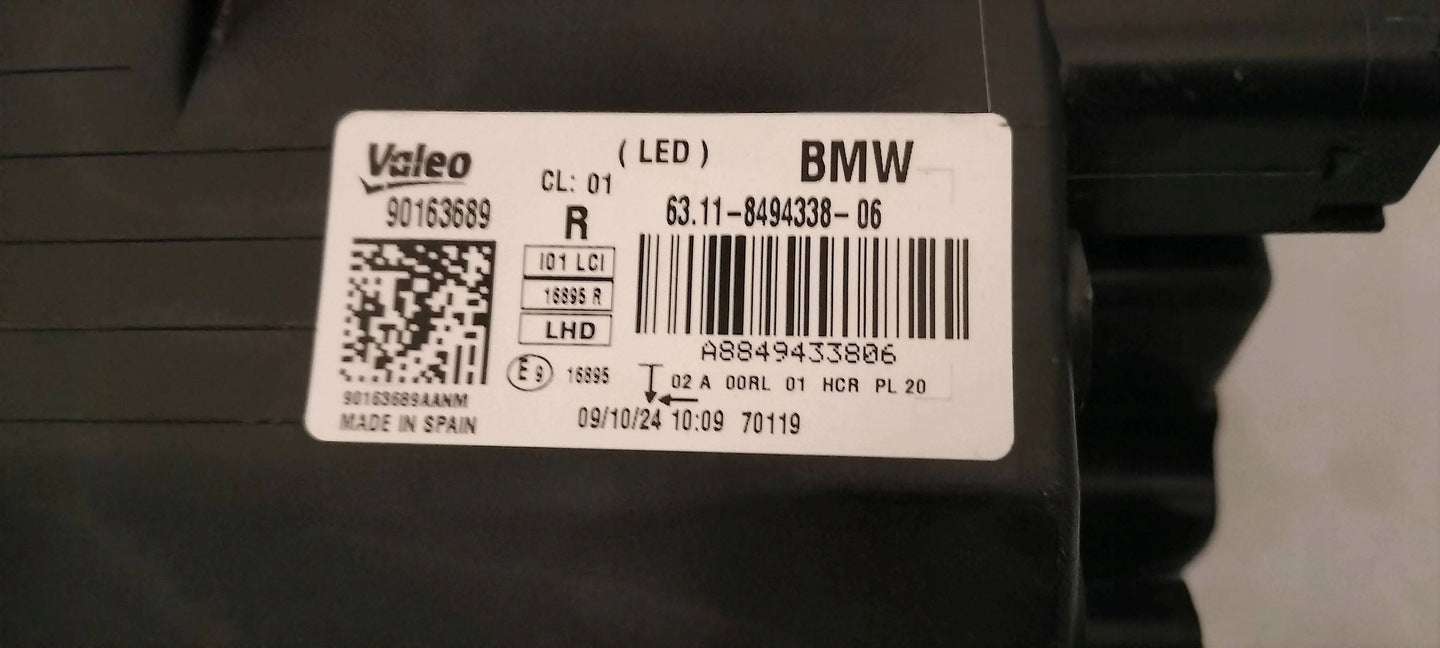 Valeo
90163689
90163689AANM
MADE IN SPAIN
( LED )
CL: 01
R
I01 LCI
16895 R
LHD
E 9 16895
BMW
63.11-8494338-06
A8849433806
02 A 00RL 01 HCR PL 20
09/10/24 10:09 70119